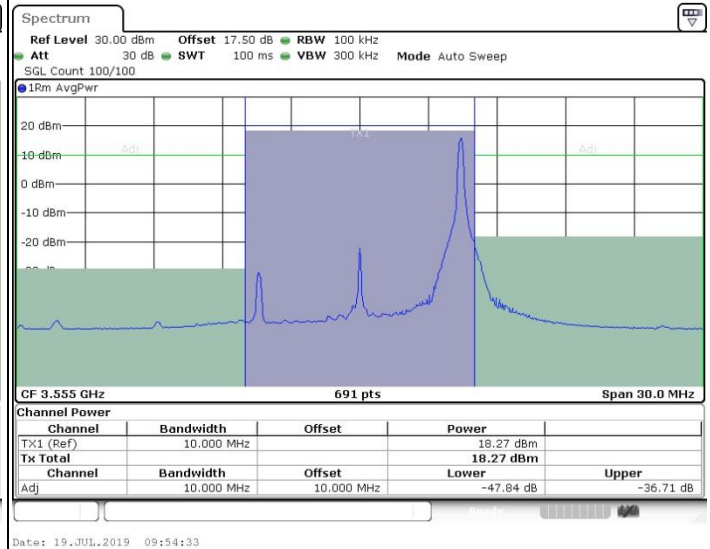 Spectrum
Ref Level 30.00 dBm Offset 17.50 dB RBW 100 kHz
Att 30 dB SWT 100 ms VBW 300 kHz Mode Auto Sweep
SGL Count 100/100
1Rm AvgPwr
20 dBm
TX1
10 dBm Adj Adj
0 dBm
-10 dBm
-20 dBm
CF 3.555 GHz 691 pts Span 30.0 MHz
Channel Power
Channel Bandwidth Offset Power
TX1 (Ref) 10.000 MHz 18.27 dBm
Tx Total 18.27 dBm
Channel Bandwidth Offset Lower Upper
Adj 10.000 MHz 10.000 MHz -47.84 dB -36.71 dB
Ready
Date: 19.JUL.2019 09:54:33